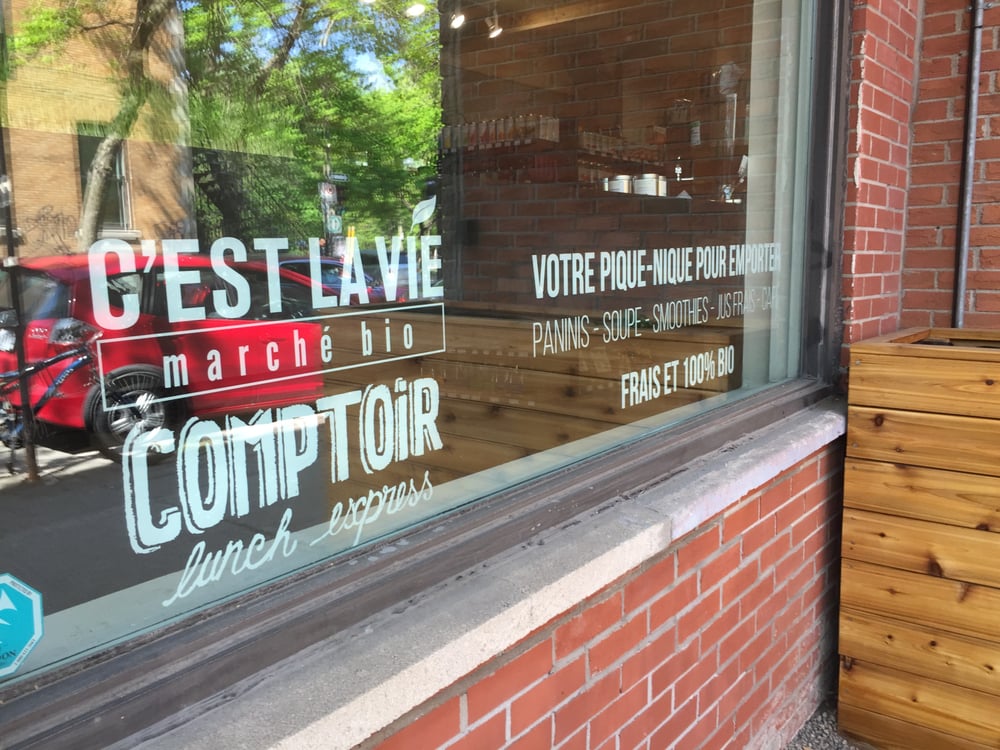 C'EST LA VIE
marché bio
COMPTOIR
lunch express
VOTRE PIQUE-NIQUE POUR EMPORTER
PANINIS - SOUPE - SMOOTHIES - JUS FRAIS - CAFÉ
FRAIS ET 100% BIO